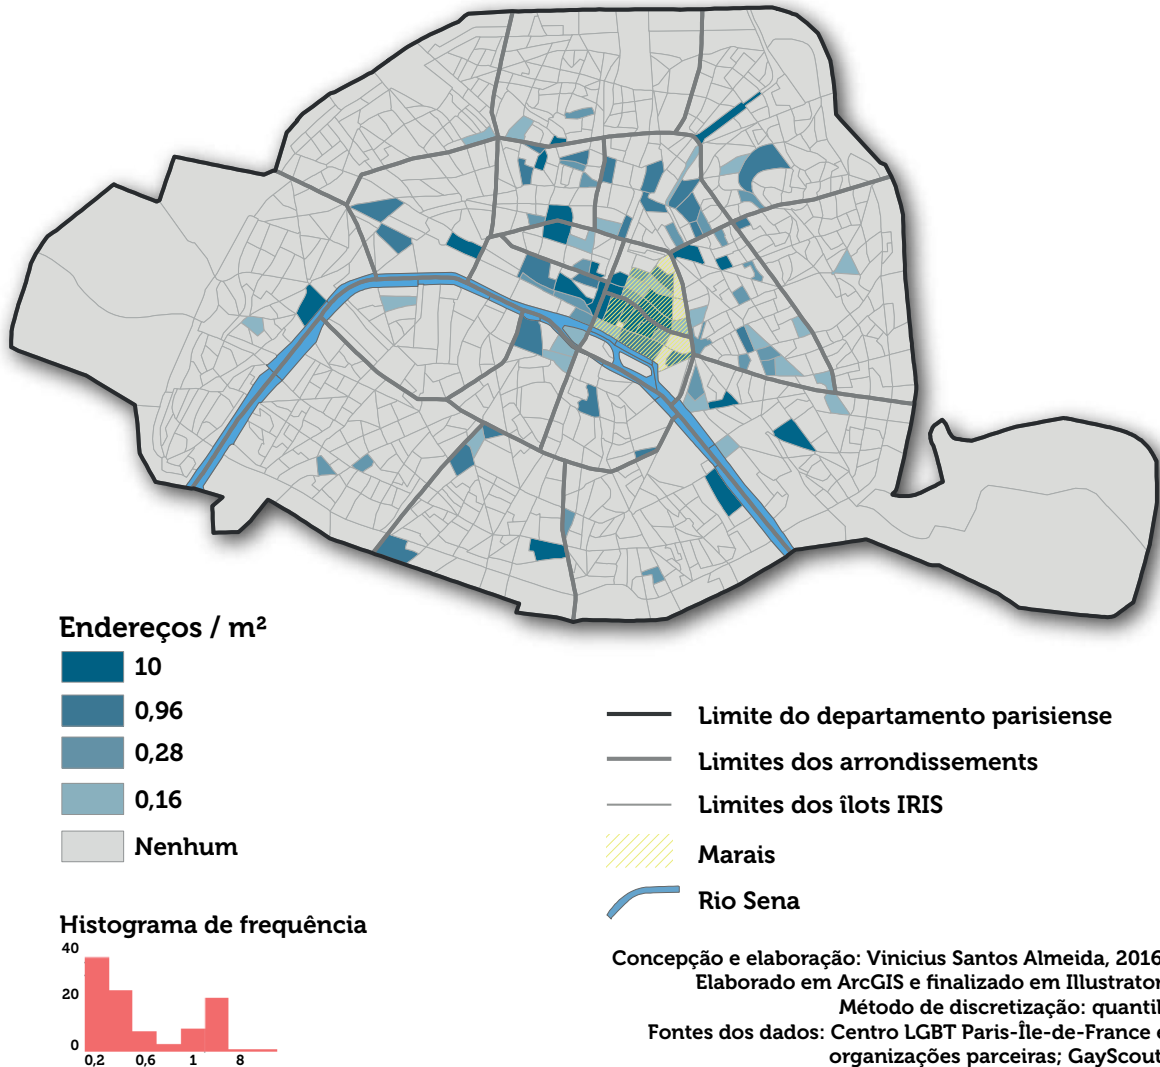 Endereços / m²
10
0,96
0,28
0,16
Nenhum
Limite do departamento parisiense
Limites dos arrondissements
Limites dos îlots IRIS
Marais
Rio Sena
Histograma de frequência
40
20
0
0,2 0,6 1 8
Concepção e elaboração: Vinicius Santos Almeida, 2016
Elaborado em ArcGIS e finalizado em Illustrator
Método de discretização: quantil
Fontes dos dados: Centro LGBT Paris-Île-de-France e
organizações parceiras; GayScout